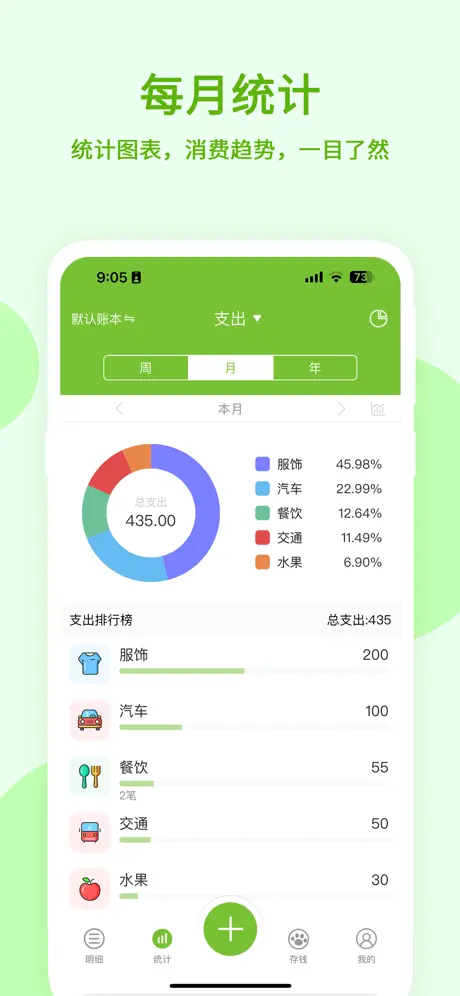 每月统计
统计图表，消费趋势，一目了然
9:05 73
默认账本 支出
周 月 年
本月
总支出
435.00
服饰 45.98%
汽车 22.99%
餐饮 12.64%
交通 11.49%
水果 6.90%
支出排行榜 总支出:435
服饰 200
汽车 100
餐饮 55
2笔
交通 50
水果 30
明细 统计 存钱 我的